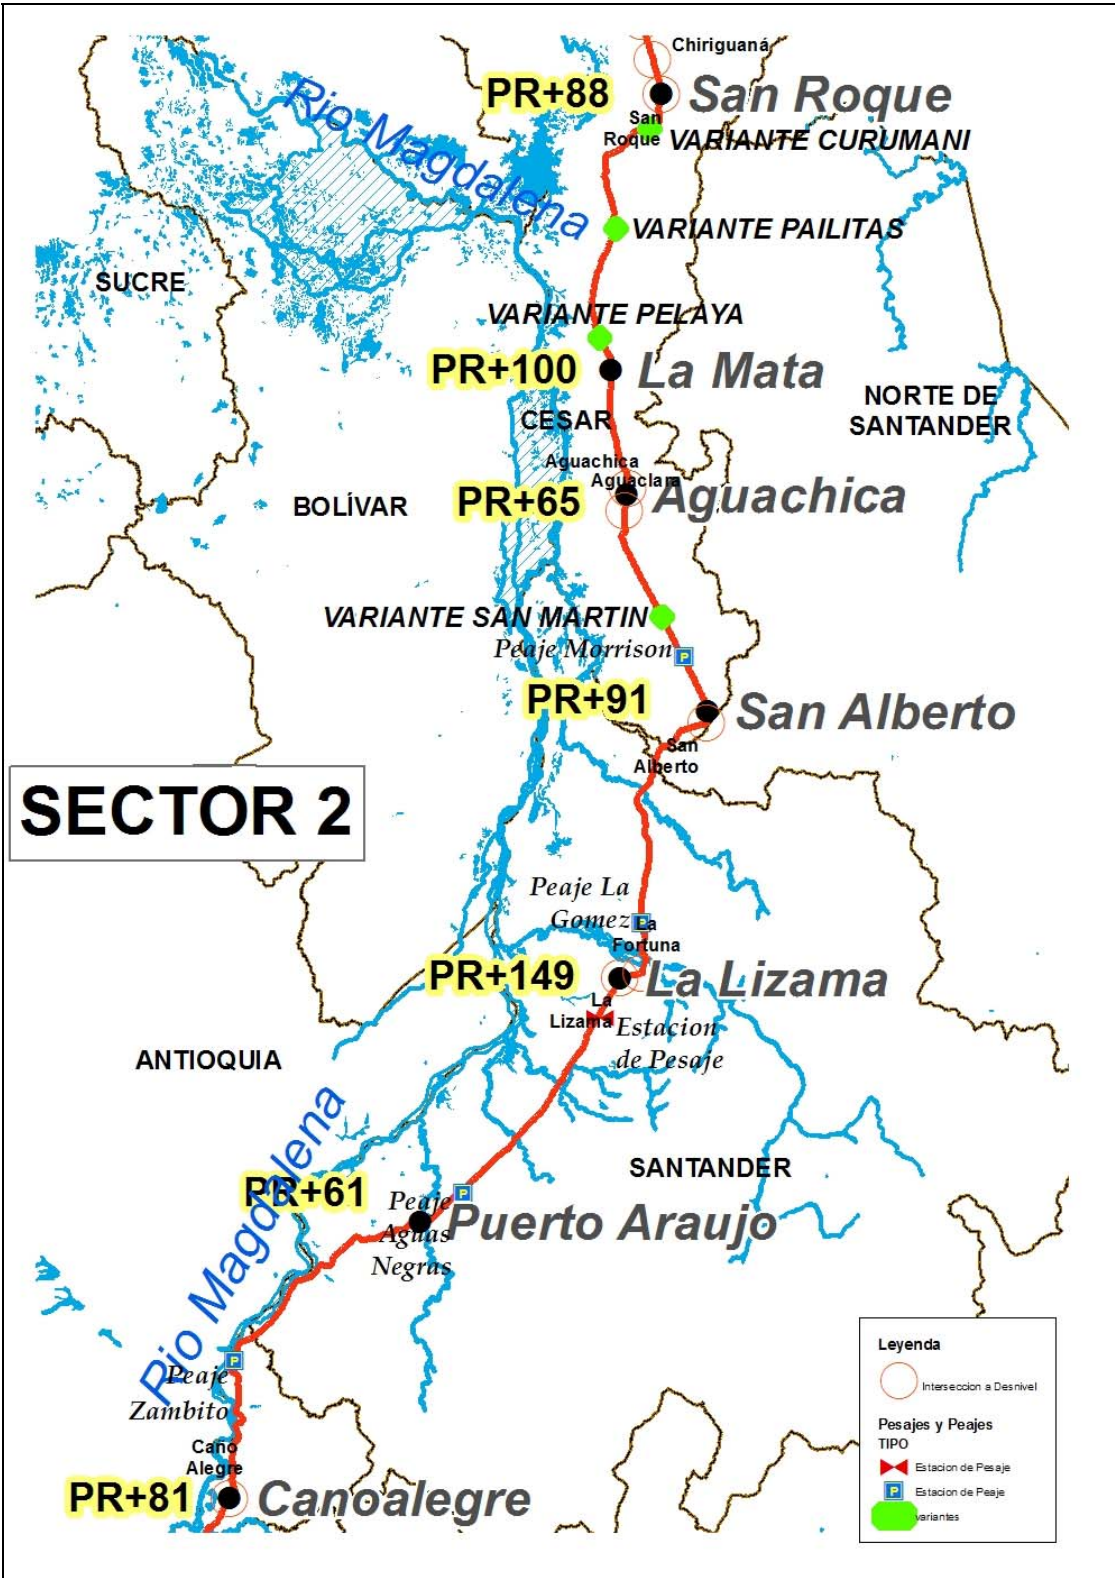 Chiriguaná
PR+88
San Roque
San
Roque
VARIANTE CURUMANI
Rio Magdalena
VARIANTE PAILITAS
SUCRE
VARIANTE PELAYA
PR+100
La Mata
NORTE DE
SANTANDER
CESAR
Aguachica
Aguaclara
BOLÍVAR
PR+65
Aguachica
VARIANTE SAN MARTIN
Peaje Morrison
P
PR+91
San Alberto
San
Alberto
SECTOR 2
Peaje La
Gomez
P
La
Fortuna
PR+149
La Lizama
La
Lizama
Estacion
de Pesaje
ANTIOQUIA
Rio Magdalena
SANTANDER
PR+61
P
Peaje
Aguas
Negras
Puerto Araujo
P
Peaje
Zambito
Caño
Alegre
PR+81
Canoalegre
Leyenda
Interseccion a Desnivel
Pesajes y Peajes
TIPO
Estacion de Pesaje
P
Estacion de Peaje
variantes